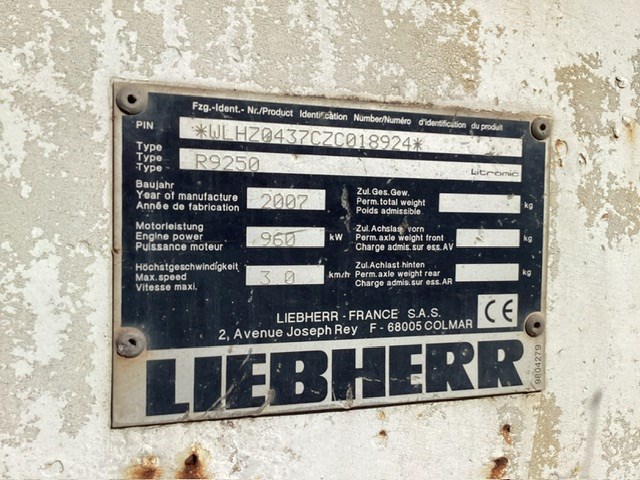 Fzg.-Ident.- Nr./Product Identification Number/Numéro d'identification du produit
PIN *WLHZ0437CZC018924*
Type
Type R9250 Litronic
Type
Baujahr
Year of manufacture 2007
Année de fabrication
Motorleistung
Engine power 960 kW
Puissance moteur
Höchstgeschwindigkeit
Max. speed 3.0 km/h
Vitesse maxi.
Zul.Ges.Gew.
Perm.total weight kg
Poids admissible
Zul.Achslast vorn
Perm.axle weight front kg
Charge admis.sur ess.AV
Zul.Achlast hinten
Perm.axle weight rear kg
Charge admis.sur ess.AR
LIEBHERR - FRANCE S.A.S.
2, Avenue Joseph Rey F - 68005 COLMAR
CE
LIEBHERR
9804279